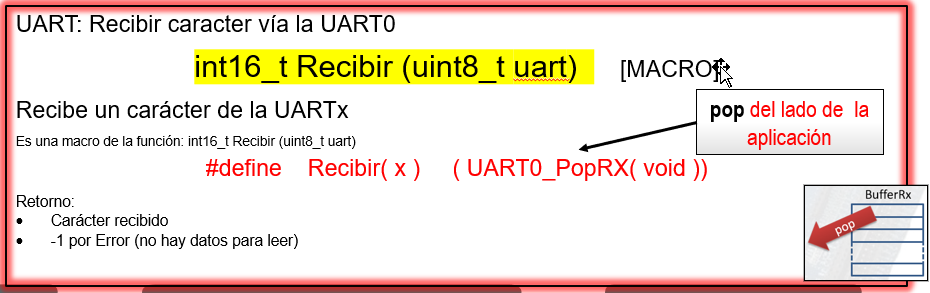 UART: Recibir caracter vía la UART0
int16_t Recibir (uint8_t uart)
[MACRO]
Recibe un carácter de la UARTx
pop del lado de la
aplicación
Es una macro de la función: int16_t Recibir (uint8_t uart)
#define Recibir( x ) ( UART0_PopRX( void ))
Retorno:
• Carácter recibido
• -1 por Error (no hay datos para leer)
BufferRx
pop